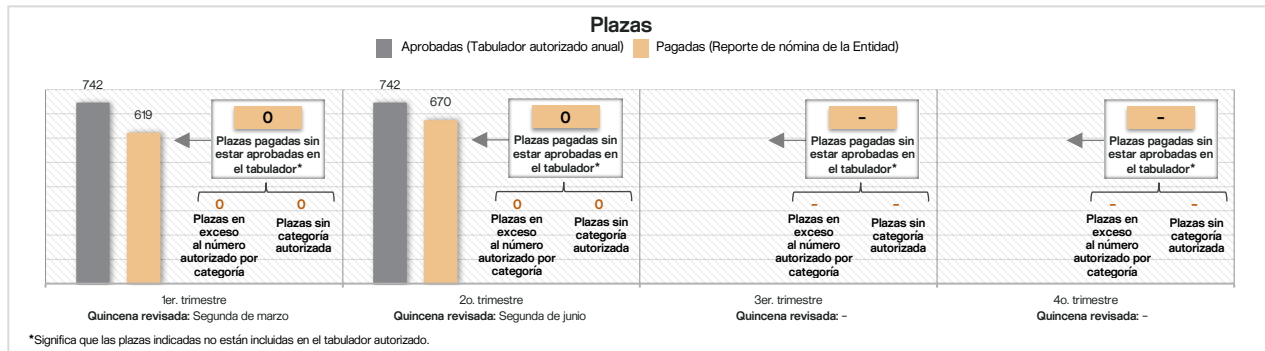 Plazas
Aprobadas (Tabulador autorizado anual) Pagadas (Reporte de nómina de la Entidad)
742
619
0
Plazas pagadas sin
estar aprobadas en
el tabulador*
0 0
Plazas en
exceso
al número
autorizado por
categoría
Plazas sin
categoría
autorizada
742
670
0
Plazas pagadas sin
estar aprobadas en
el tabulador*
0 0
Plazas en
exceso
al número
autorizado por
categoría
Plazas sin
categoría
autorizada
-
Plazas pagadas sin
estar aprobadas en
el tabulador*
- -
Plazas en
exceso
al número
autorizado por
categoría
Plazas sin
categoría
autorizada
-
Plazas pagadas sin
estar aprobadas en
el tabulador*
- -
Plazas en
exceso
al número
autorizado por
categoría
Plazas sin
categoría
autorizada
1er. trimestre
Quincena revisada: Segunda de marzo
2o. trimestre
Quincena revisada: Segunda de junio
3er. trimestre
Quincena revisada: -
4o. trimestre
Quincena revisada: -
*Significa que las plazas indicadas no están incluidas en el tabulador autorizado.